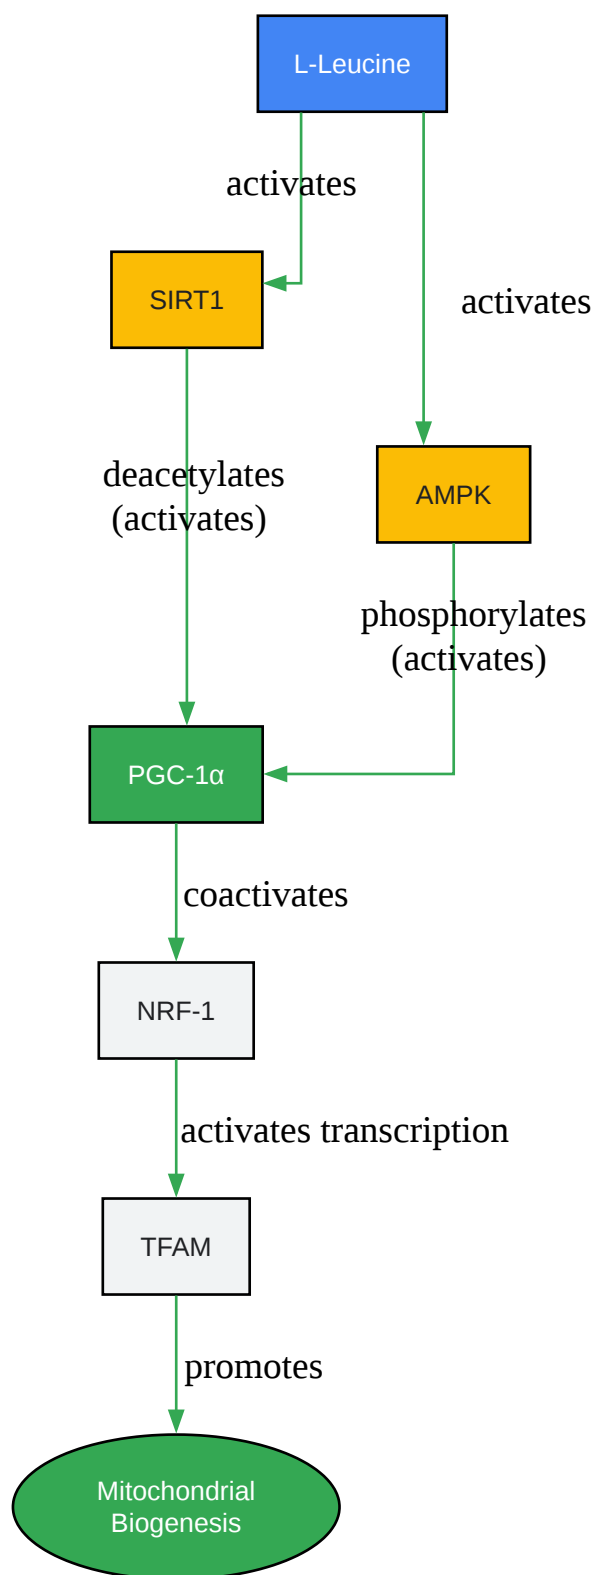 L-Leucine
activates
SIRT1
activates
deacetylates
(activates)
AMPK
phosphorylates
(activates)
PGC-1α
coactivates
NRF-1
activates transcription
TFAM
promotes
Mitochondrial
Biogenesis